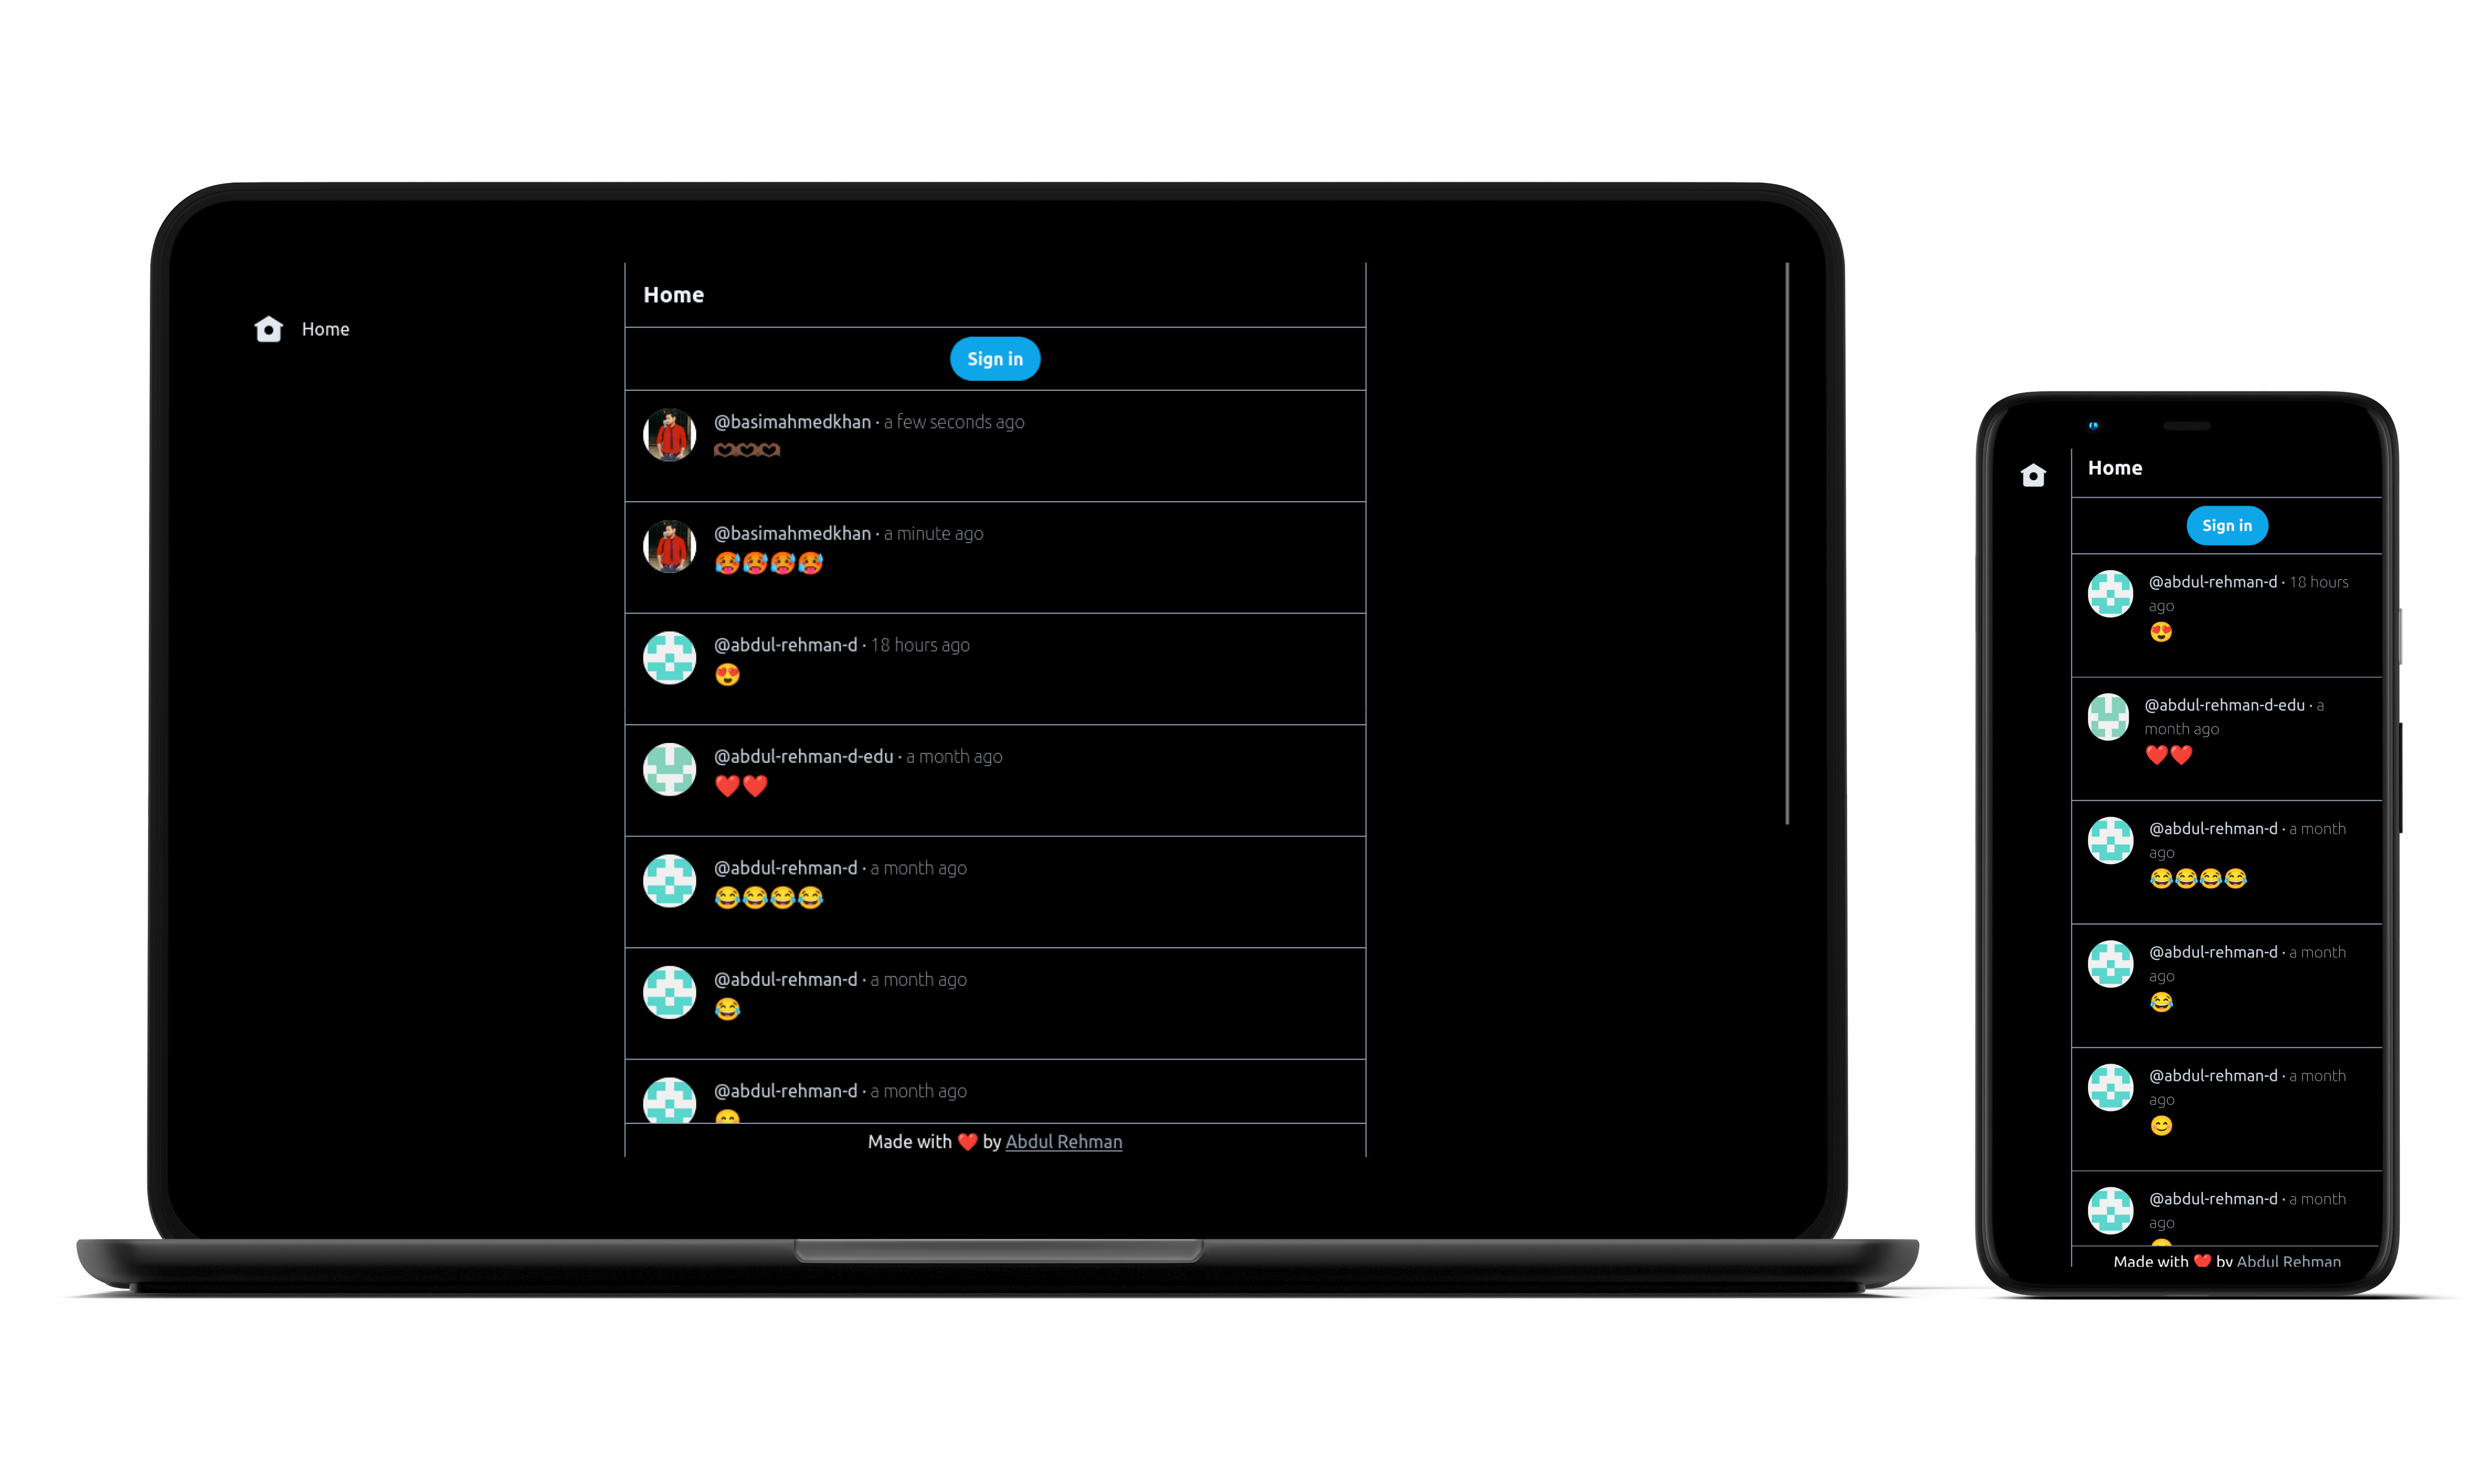 Home
Home
Sign in
@basimahmedkhan · a few seconds ago
🫶🏾🫶🏾🫶🏾
@basimahmedkhan · a minute ago
🥵🥵🥵🥵
@abdul-rehman-d · 18 hours ago
😍
@abdul-rehman-d-edu · a month ago
❤️❤️
@abdul-rehman-d · a month ago
😂😂😂😂
@abdul-rehman-d · a month ago
😂
@abdul-rehman-d · a month ago
😊
Made with ❤️ by Abdul Rehman
Home
Sign in
@abdul-rehman-d · 18 hours
ago
😍
@abdul-rehman-d-edu · a
month ago
❤️❤️
@abdul-rehman-d · a month
ago
😂😂😂😂
@abdul-rehman-d · a month
ago
😂
@abdul-rehman-d · a month
ago
😊
@abdul-rehman-d · a month
ago
Made with ❤️ by Abdul Rehman